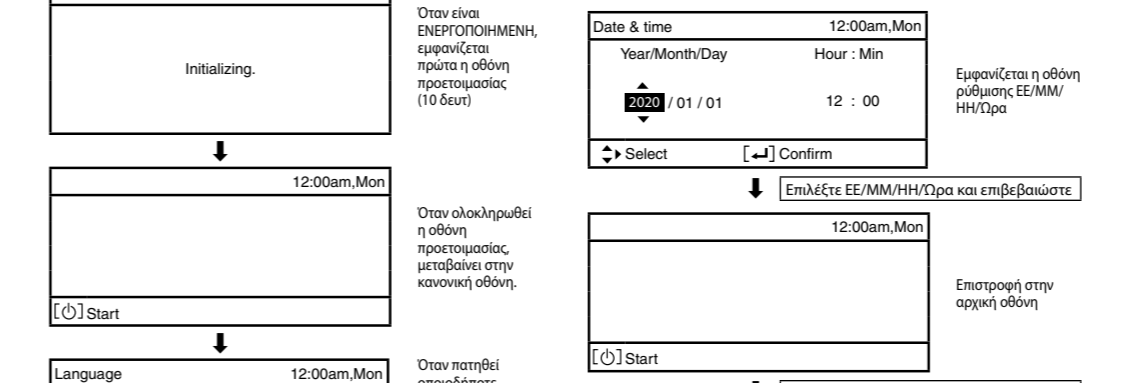 Initializing.
Όταν είναι
ΕΝΕΡΓΟΠΟΙΗΜΕΝΗ,
εμφανίζεται
πρώτα η οθόνη
προετοιμασίας
(10 δευτ)
12:00am,Mon
[⏻] Start
Όταν ολοκληρωθεί
η οθόνη
προετοιμασίας,
μεταβαίνει στην
κανονική οθόνη.
Language 12:00am,Mon
Όταν πατηθεί
οποιοδήποτε
Date & time 12:00am,Mon
Year/Month/Day Hour : Min
2020 / 01 / 01 12 : 00
Select [↵] Confirm
Εμφανίζεται η οθόνη
ρύθμισης ΕΕ/ΜΜ/
ΗΗ/Ώρα
Επιλέξτε ΕΕ/ΜΜ/ΗΗ/Ώρα και επιβεβαιώστε
12:00am,Mon
[⏻] Start
Επιστροφή στην
αρχική οθόνη